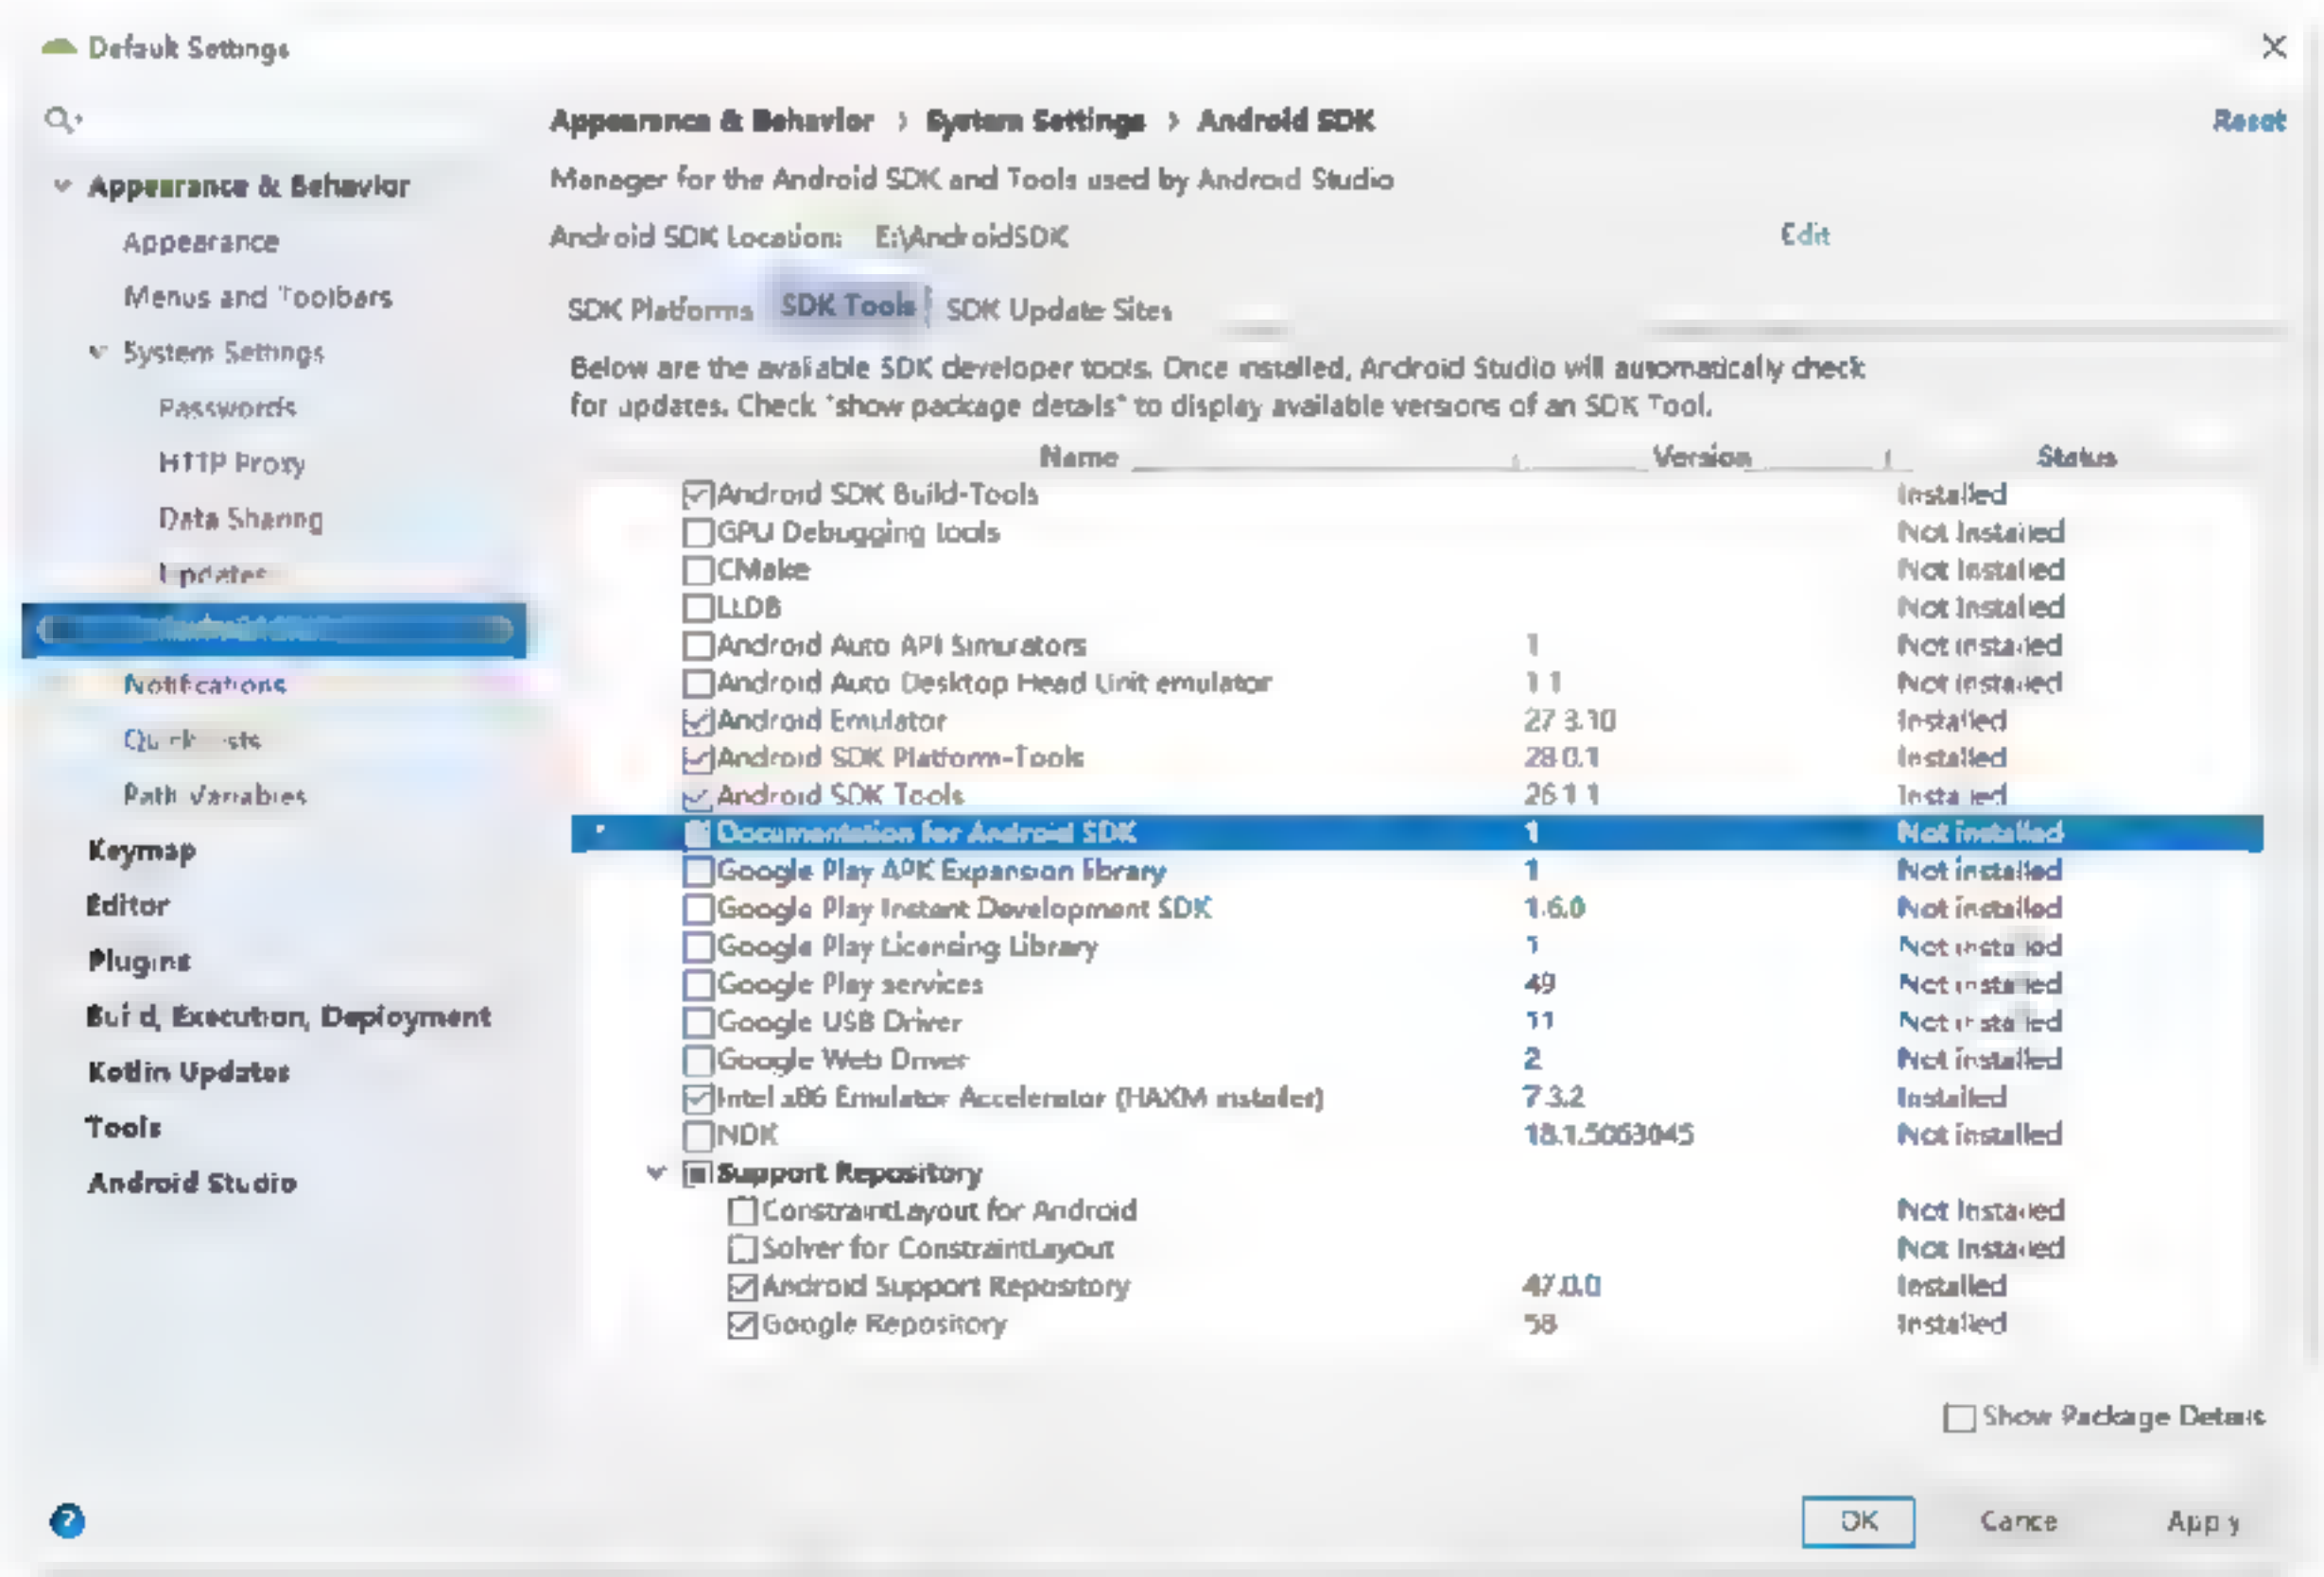 Default Settings
Appearance & Behavior
Appearance
Menus and Toolbars
System Settings
Passwords
HTTP Proxy
Data Sharing
Updates
Notifications
Path Variables
Keymap
Editor
Plugins
Build, Execution, Deployment
Kotlin Updates
Tools
Android Studio
Appearance & Behavior › System Settings › Android SDK
Reset
Manager for the Android SDK and Tools used by Android Studio
Android SDK Location: E:\AndroidSDK Edit
SDK Platforms SDK Tools SDK Update Sites
Below are the available SDK developer tools. Once installed, Android Studio will automatically check
for updates. Check "show package details" to display available versions of an SDK Tool.
Name Version Status
Android SDK Build-Tools Installed
GPU Debugging tools Not Installed
CMake Not Installed
LLDB Not Installed
Android Auto API Simulators 1 Not installed
Android Auto Desktop Head Unit emulator 1.1 Not installed
Android Emulator 27.3.10 Installed
Android SDK Platform-Tools 28.0.1 Installed
Android SDK Tools 26.1.1 Installed
Documentation for Android SDK 1 Not installed
Google Play APK Expansion library 1 Not installed
Google Play Instant Development SDK 1.6.0 Not installed
Google Play Licensing Library 1 Not installed
Google Play services 49 Not installed
Google USB Driver 11 Not installed
Google Web Driver 2 Not installed
Intel x86 Emulator Accelerator (HAXM installer) 7.3.2 Installed
NDK 18.1.5063045 Not installed
Support Repository
ConstraintLayout for Android Not Installed
Solver for ConstraintLayout Not Installed
Android Support Repository 47.0.0 Installed
Google Repository 58 Installed
Show Package Details
? OK Cancel Apply